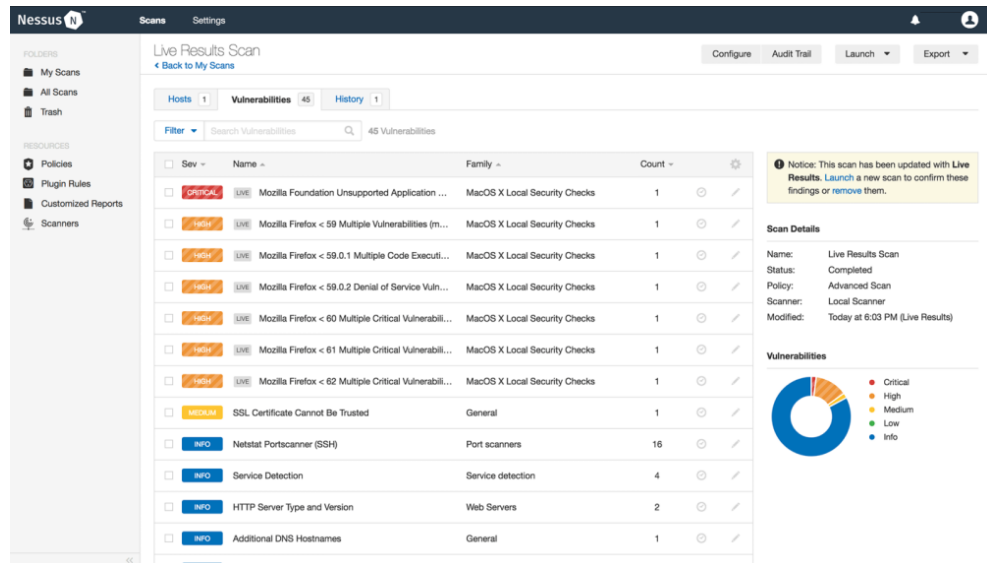 Nessus N
Scans Settings
FOLDERS
My Scans
All Scans
Trash
RESOURCES
Policies
Plugin Rules
Customized Reports
Scanners
Live Results Scan
< Back to My Scans
Configure Audit Trail Launch Export
Hosts 1 Vulnerabilities 45 History 1
Filter Search Vulnerabilities 45 Vulnerabilities
Sev Name Family Count
CRITICAL LIVE Mozilla Foundation Unsupported Application ... MacOS X Local Security Checks 1
HIGH LIVE Mozilla Firefox < 59 Multiple Vulnerabilities (m... MacOS X Local Security Checks 1
HIGH LIVE Mozilla Firefox < 59.0.1 Multiple Code Executi... MacOS X Local Security Checks 1
HIGH LIVE Mozilla Firefox < 59.0.2 Denial of Service Vuln... MacOS X Local Security Checks 1
HIGH LIVE Mozilla Firefox < 60 Multiple Critical Vulnerabili... MacOS X Local Security Checks 1
HIGH LIVE Mozilla Firefox < 61 Multiple Critical Vulnerabili... MacOS X Local Security Checks 1
HIGH LIVE Mozilla Firefox < 62 Multiple Critical Vulnerabili... MacOS X Local Security Checks 1
MEDIUM SSL Certificate Cannot Be Trusted General 1
INFO Netstat Portscanner (SSH) Port scanners 16
INFO Service Detection Service detection 4
INFO HTTP Server Type and Version Web Servers 2
INFO Additional DNS Hostnames General 1
Notice: This scan has been updated with Live
Results. Launch a new scan to confirm these
findings or remove them.
Scan Details
Name: Live Results Scan
Status: Completed
Policy: Advanced Scan
Scanner: Local Scanner
Modified: Today at 6:03 PM (Live Results)
Vulnerabilities
Critical
High
Medium
Low
Info